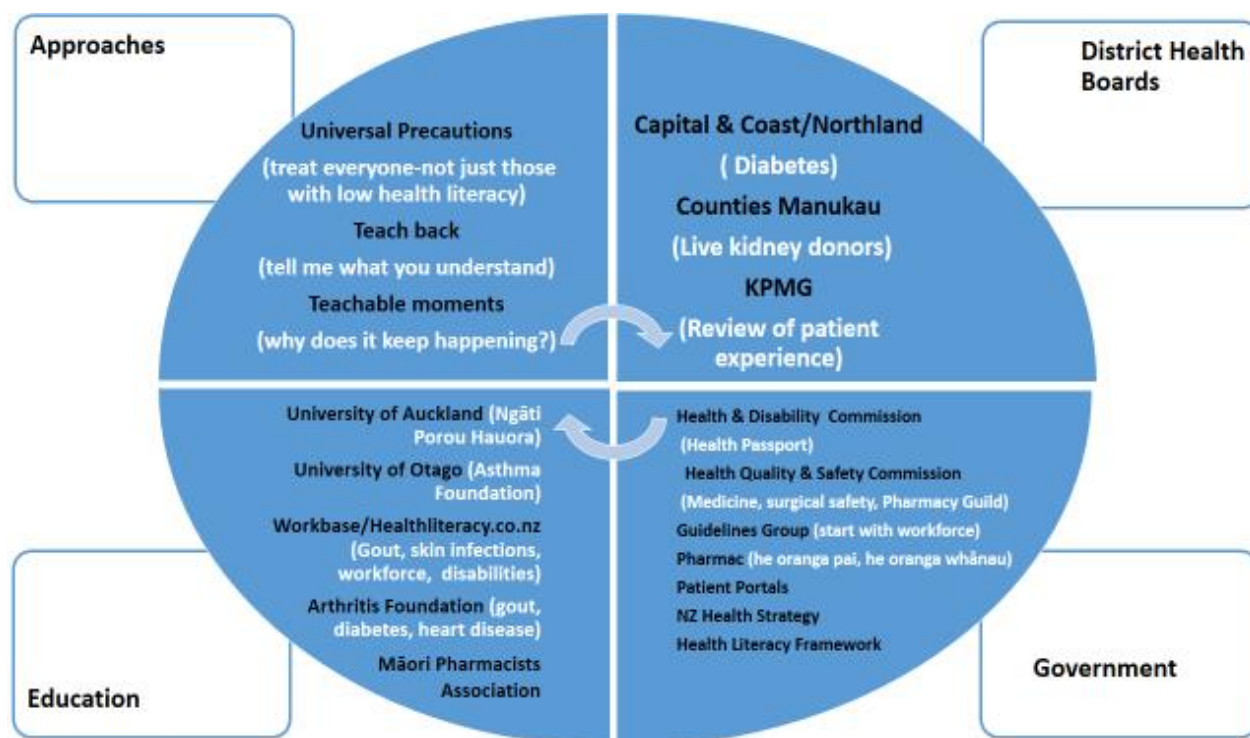 Approaches
Universal Precautions
(treat everyone-not just those
with low health literacy)
Teach back
(tell me what you understand)
Teachable moments
(why does it keep happening?)
District Health
Boards
Capital & Coast/Northland
( Diabetes)
Counties Manukau
(Live kidney donors)
KPMG
(Review of patient
experience)
University of Auckland (Ngāti
Porou Hauora)
University of Otago (Asthma
Foundation)
Workbase/Healthliteracy.co.nz
(Gout, skin infections,
workforce, disabilities)
Arthritis Foundation (gout,
diabetes, heart disease)
Māori Pharmacists
Association
Education
Health & Disability Commission
(Health Passport)
Health Quality & Safety Commission
(Medicine, surgical safety, Pharmacy Guild)
Guidelines Group (start with workforce)
Pharmac (he oranga pai, he oranga whānau)
Patient Portals
NZ Health Strategy
Health Literacy Framework
Government